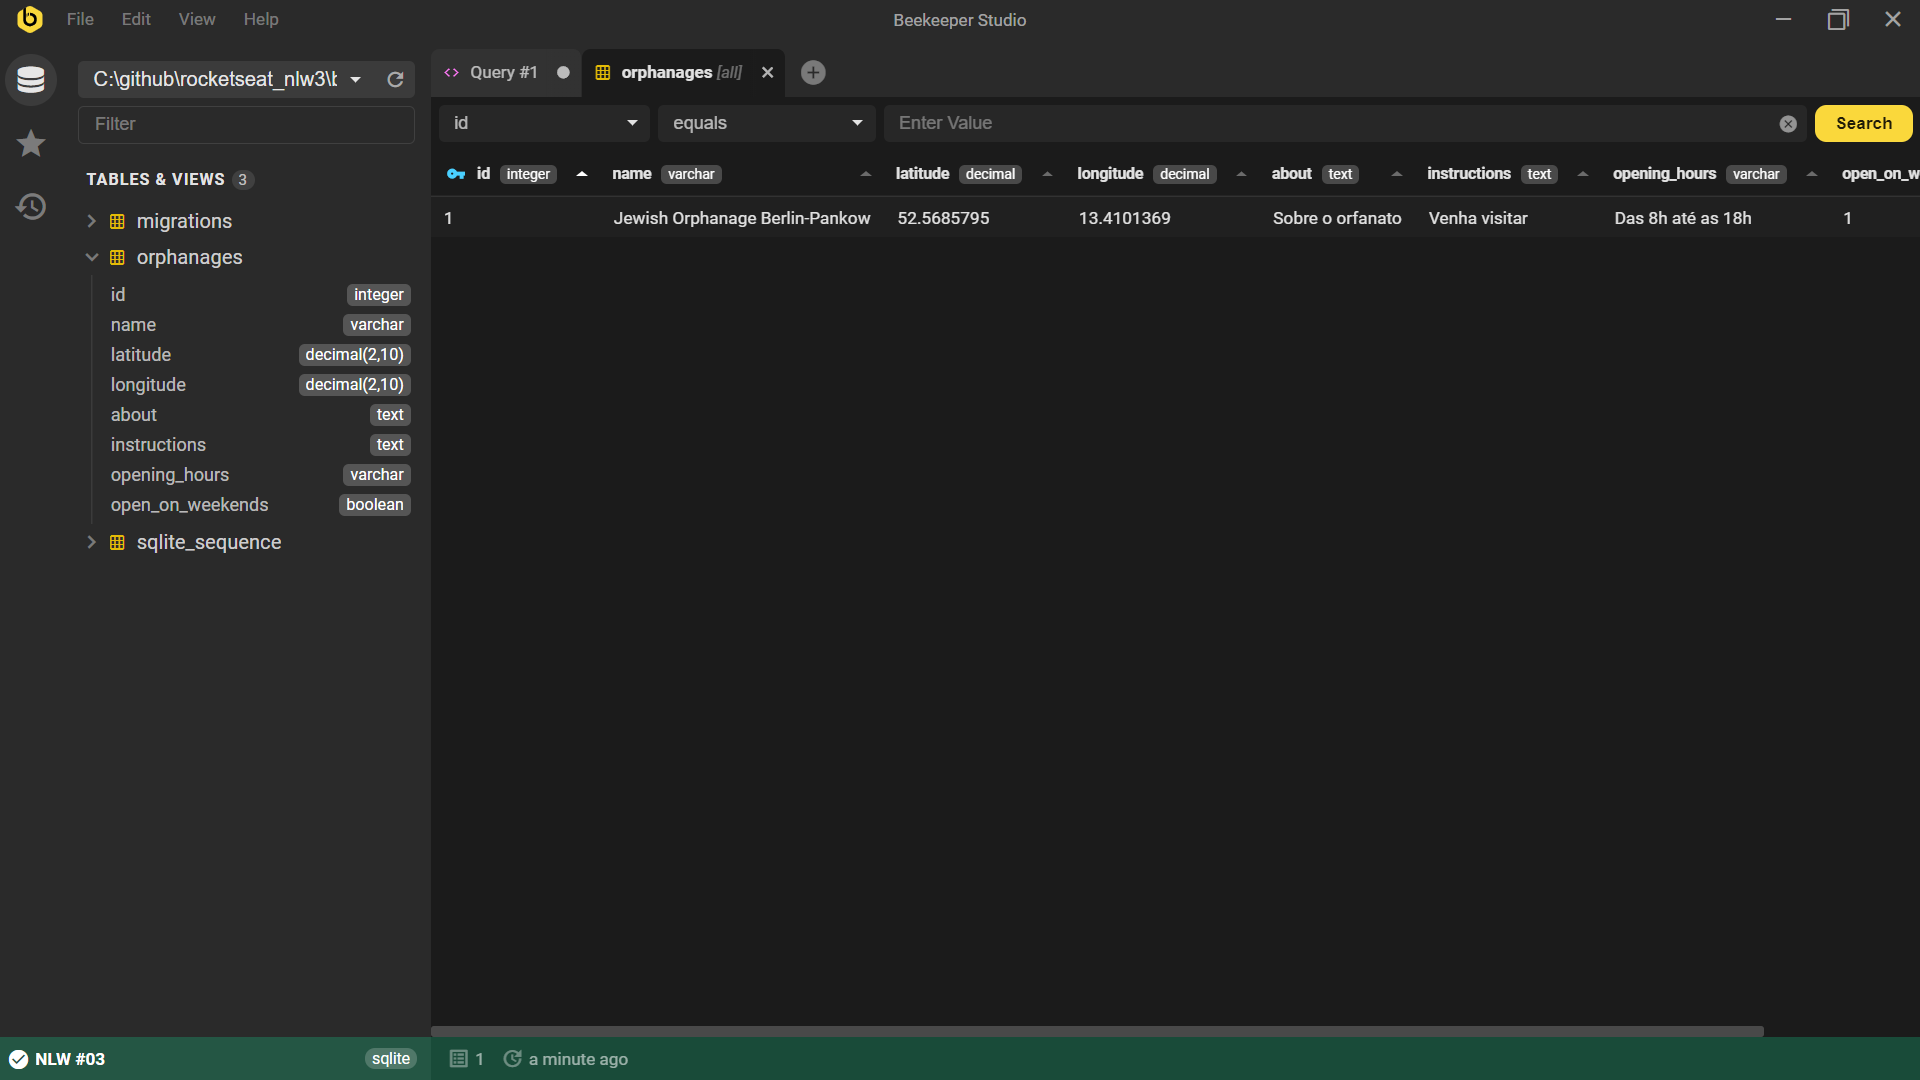 File Edit View Help
Beekeeper Studio
C:\github\rocketseat_nlw3\b
Filter
TABLES & VIEWS 3
migrations
orphanages
id integer
name varchar
latitude decimal(2,10)
longitude decimal(2,10)
about text
instructions text
opening_hours varchar
open_on_weekends boolean
sqlite_sequence
NLW #03 sqlite
<> Query #1
orphanages [all]
id equals Enter Value Search
id integer name varchar latitude decimal longitude decimal about text instructions text opening_hours varchar open_on_w
1 Jewish Orphanage Berlin-Pankow 52.5685795 13.4101369 Sobre o orfanato Venha visitar Das 8h até as 18h 1
1 a minute ago